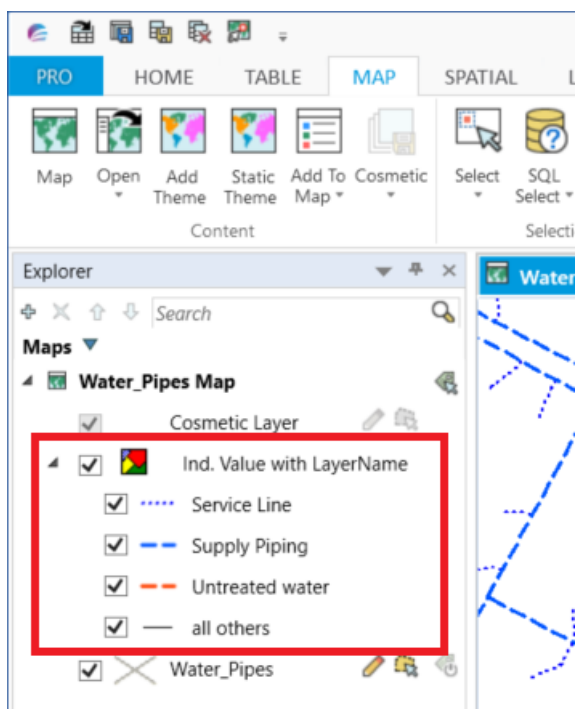 PRO HOME TABLE MAP SPATIAL L
Map Open Add Theme Static Theme Add To Map Cosmetic Select SQL Select
Content Selecti
Explorer
Water
Search
Maps
Water_Pipes Map
Cosmetic Layer
Ind. Value with LayerName
Service Line
Supply Piping
Untreated water
all others
Water_Pipes